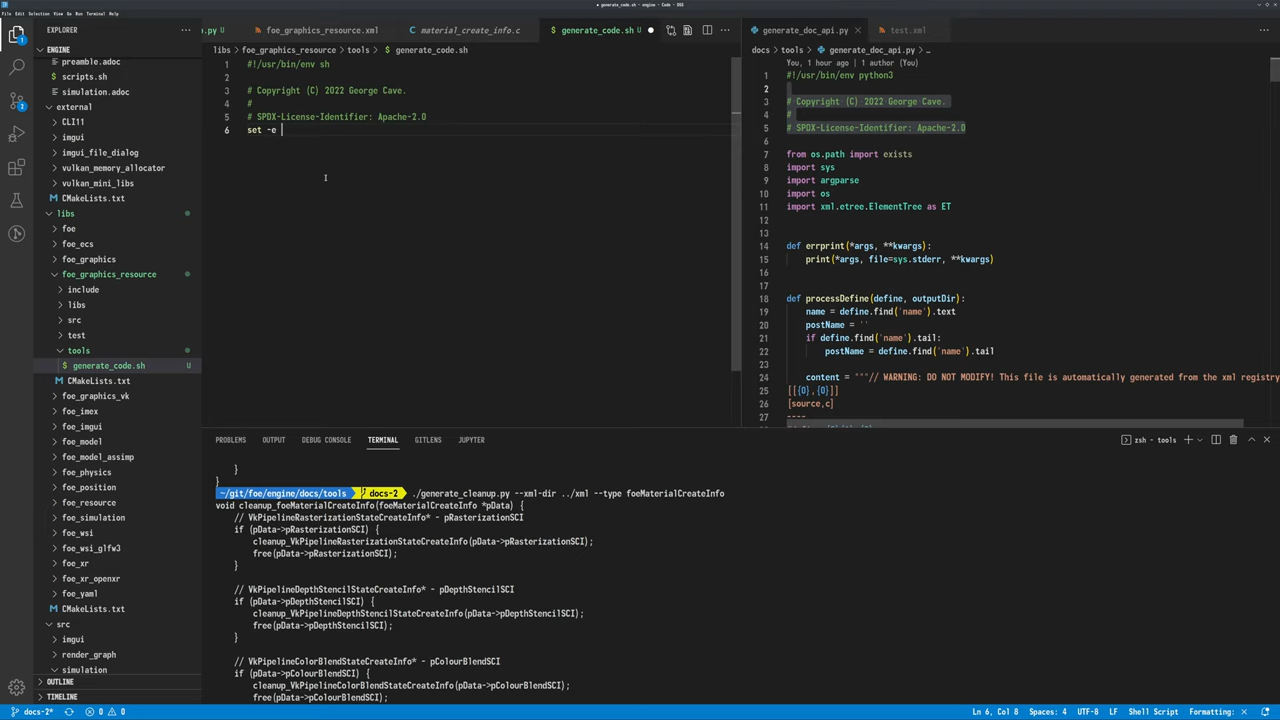 generate_code.sh - engine - Code - OSS
File Edit Selection View Go Run Terminal Help
EXPLORER
ENGINE
preamble.adoc
scripts.sh
simulation.adoc
external
CLI11
imgui
imgui_file_dialog
vulkan_memory_allocator
vulkan_mini_libs
CMakeLists.txt
libs
foe
foe_ecs
foe_graphics
foe_graphics_resource
include
libs
src
test
tools
generate_code.sh U
CMakeLists.txt
foe_graphics_vk
foe_imex
foe_imgui
foe_model
foe_model_assimp
foe_physics
foe_position
foe_resource
foe_simulation
foe_wsi
foe_wsi_glfw3
foe_xr
foe_xr_openxr
foe_yaml
CMakeLists.txt
src
imgui
render_graph
simulation
OUTLINE
TIMELINE
p.py U
foe_graphics_resource.xml
material_create_info.c
generate_code.sh U
libs > foe_graphics_resource > tools > generate_code.sh
1 #!/usr/bin/env sh
2
3 # Copyright (C) 2022 George Cave.
4 #
5 # SPDX-License-Identifier: Apache-2.0
6 set -e
generate_doc_api.py
test.xml
docs > tools > generate_doc_api.py > …
You, 1 hour ago | 1 author (You)
1 #!/usr/bin/env python3
2
3 # Copyright (C) 2022 George Cave.
4 #
5 # SPDX-License-Identifier: Apache-2.0
6
7 from os.path import exists
8 import sys
9 import argparse
10 import os
11 import xml.etree.ElementTree as ET
12
13
14 def errprint(*args, **kwargs):
15 print(*args, file=sys.stderr, **kwargs)
16
17
18 def processDefine(define, outputDir):
19 name = define.find('name').text
20 postName = ''
21 if define.find('name').tail:
22 postName = define.find('name').tail
23
24 content = """// WARNING: DO NOT MODIFY! This file is automatically generated from the xml registry
25 [[{0},{0}]]
26 [source,c]
27 ----
PROBLEMS OUTPUT DEBUG CONSOLE TERMINAL GITLENS JUPYTER
zsh - tools
}
}
~/git/foe/engine/docs/tools docs-2 ./generate_cleanup.py --xml-dir ../xml --type foeMaterialCreateInfo
void cleanup_foeMaterialCreateInfo(foeMaterialCreateInfo *pData) {
// VkPipelineRasterizationStateCreateInfo* - pRasterizationSCI
if (pData->pRasterizationSCI) {
cleanup_VkPipelineRasterizationStateCreateInfo(pData->pRasterizationSCI);
free(pData->pRasterizationSCI);
}
// VkPipelineDepthStencilStateCreateInfo* - pDepthStencilSCI
if (pData->pDepthStencilSCI) {
cleanup_VkPipelineDepthStencilStateCreateInfo(pData->pDepthStencilSCI);
free(pData->pDepthStencilSCI);
}
// VkPipelineColorBlendStateCreateInfo* - pColourBlendSCI
if (pData->pColourBlendSCI) {
cleanup_VkPipelineColorBlendStateCreateInfo(pData->pColourBlendSCI);
free(pData->pColourBlendSCI);
docs-2* 0 0
Ln 6, Col 8 Spaces: 4 UTF-8 LF Shell Script Formatting: